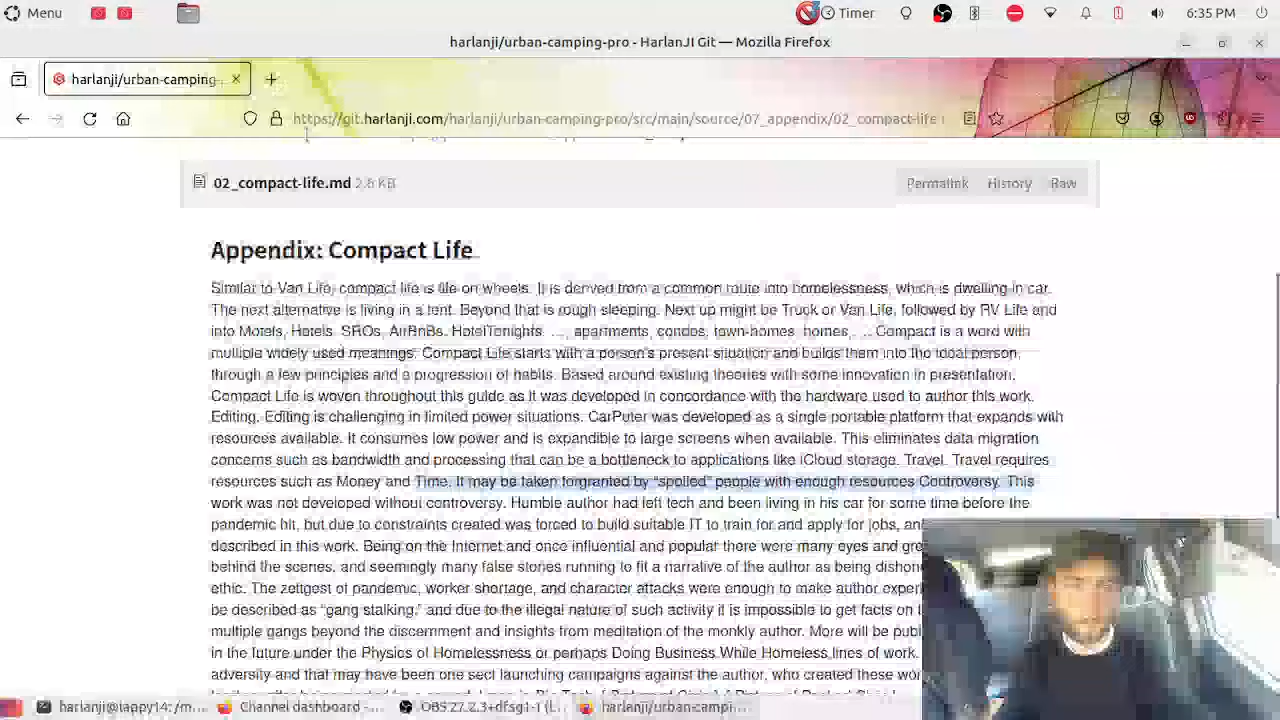 Menu
Timer
6:35 PM
harlanji/urban-camping-pro - HarlanJI Git — Mozilla Firefox
harlanji/urban-camping-
https://git.harlanji.com/harlanji/urban-camping-pro/src/main/source/07_appendix/02_compact-life
02_compact-life.md 2.6 KB
Permalink History Raw
Appendix: Compact Life
Similar to Van Life, compact life is life on wheels. It is derived from a common route into homelessness, which is dwelling in car.
The next alternative is living in a tent. Beyond that is rough sleeping. Next up might be Truck or Van Life, followed by RV Life and
into Motels, Hotels, SROs, AirBnBs, HotelTonights, ..., apartments, condos, town-homes, homes, ... Compact is a word with
multiple widely used meanings. Compact Life starts with a person's present situation and builds them into the ideal person,
through a few principles and a progression of habits. Based around existing theories with some innovation in presentation.
Compact Life is woven throughout this guide as it was developed in concordance with the hardware used to author this work.
Editing. Editing is challenging in limited power situations. CarPuter was developed as a single portable platform that expands with
resources available. It consumes low power and is expandible to large screens when available. This eliminates data migration
concerns such as bandwidth and processing that can be a bottleneck to applications like iCloud storage. Travel. Travel requires
resources such as Money and Time. It may be taken forgranted by "spoiled" people with enough resources Controversy. This
work was not developed without controversy. Humble author had left tech and been living in his car for some time before the
pandemic hit, but due to constraints created was forced to build suitable IT to train for and apply for jobs, an
described in this work. Being on the Internet and once influential and popular there were many eyes and gre
behind the scenes, and seemingly many false stories running to fit a narrative of the author as being dishon
ethic. The zeitgest of pandemic, worker shortage, and character attacks were enough to make author exper
be described as "gang stalking," and due to the illegal nature of such activity it is impossible to get facts on
multiple gangs beyond the discernment and insights from meditation of the monkly author. More will be publ
in the future under the Physics of Homelessness or perhaps Doing Business While Homeless lines of work.
adversity and that may have been one sect launching campaigns against the author, who created these wor
harlanji@lappy14: /m...
Channel dashboard - ...
OBS 27.2.3+dfsg1-1 (L...
harlanji/urban-campi...